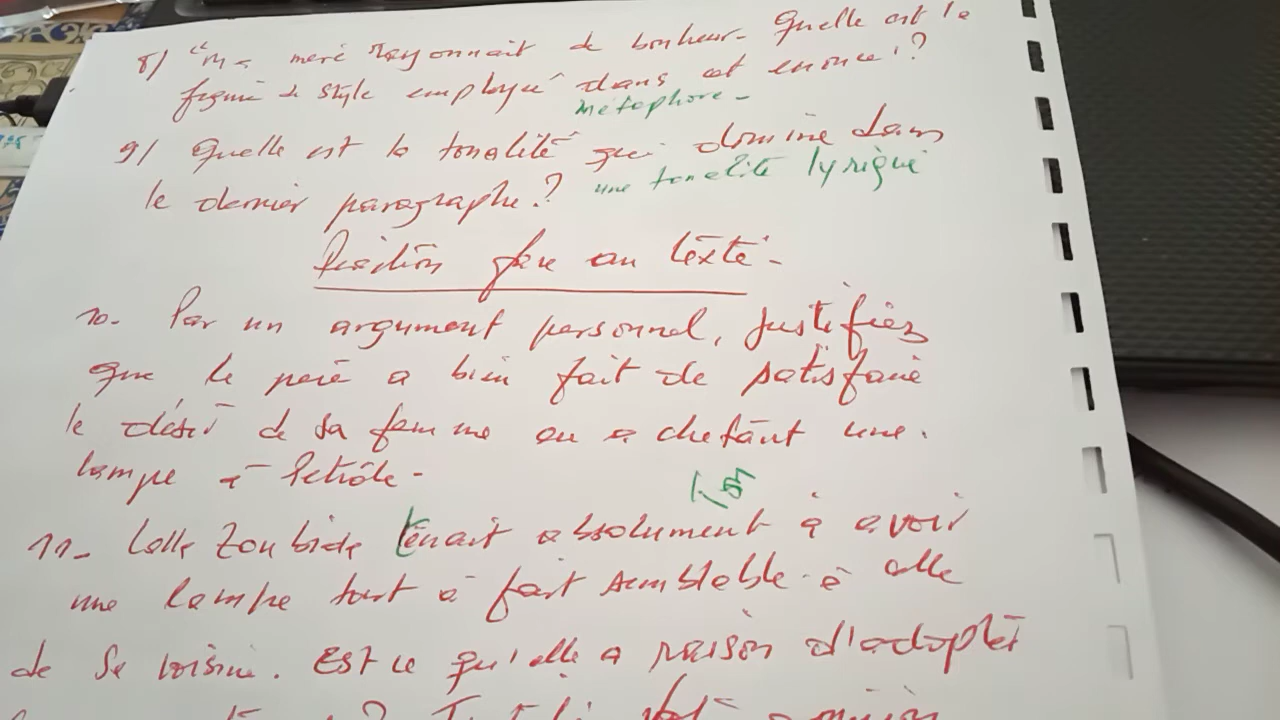 8/ "Ma mère rayonnait de bonheur. Quelle est la
figure de style employée dans cet énoncé"?
métaphore.
9/ Quelle est la tonalité qui domine dans
le dernier paragraphe? une tonalité lyrique
Réaction face au texte.
10. Par un argument personnel, justifiez
que le père a bien fait de satisfaire
le désir de sa femme en achetant une
lampe à Pétrôle.
11. Lalla Zoubida tenait absolument à avoir
une lampe tout à fait semblable à celle
de sa voisine. Est ce qu'elle a raison d'adopter